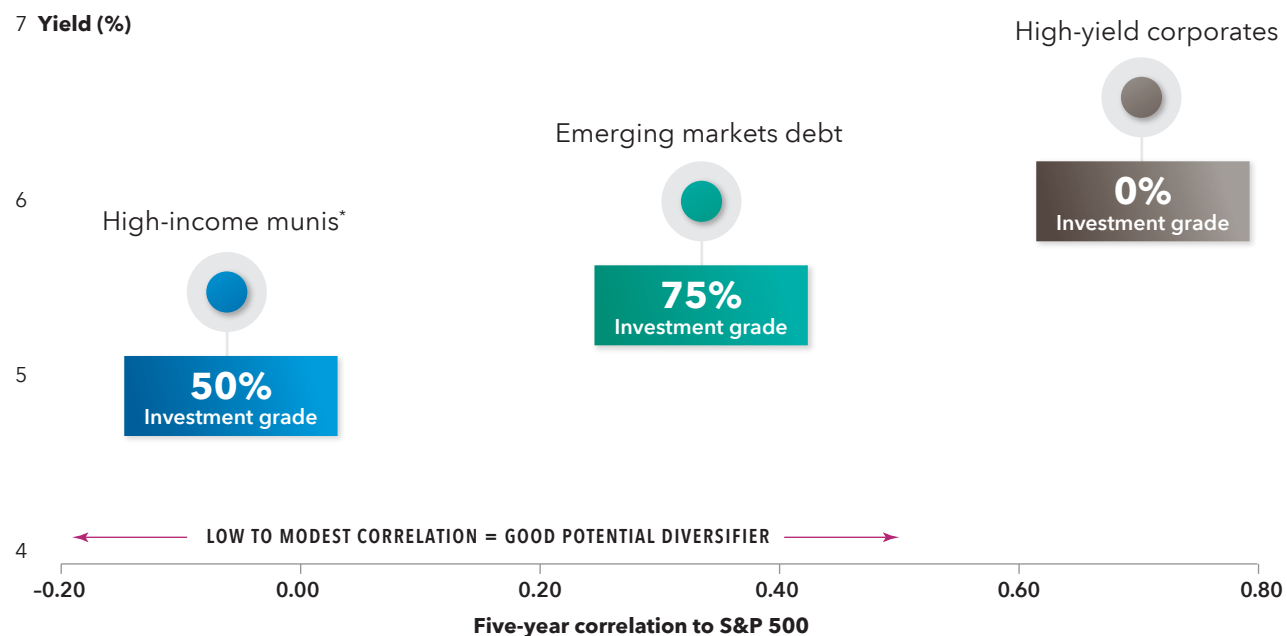 7 Yield (%)
High-yield corporates
Emerging markets debt
0%
Investment grade
6
High-income munis*
75%
Investment grade
5
50%
Investment grade
LOW TO MODEST CORRELATION = GOOD POTENTIAL DIVERSIFIER
4
–0.20 0.00 0.20 0.40 0.60 0.80
Five-year correlation to S&P 500